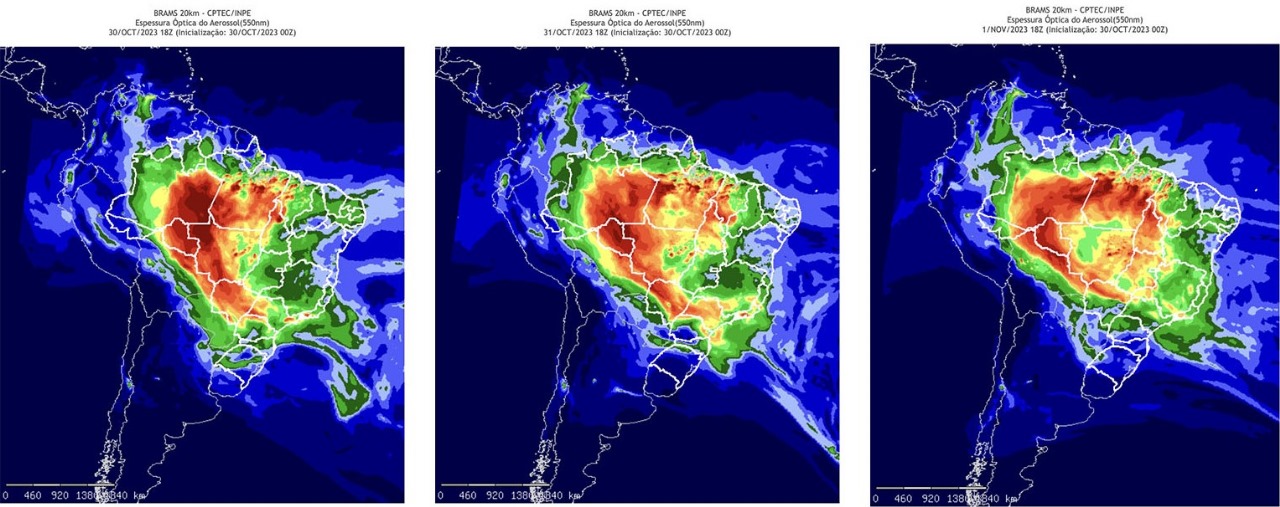 BRAMS 20km - CPTEC/INPE
Espessura Óptica do Aerossol(550nm)
30/OCT/2023 18Z (Inicialização: 30/OCT/2023 00Z)
0 460 920 1380 1840 km
BRAMS 20km - CPTEC/INPE
Espessura Óptica do Aerossol(550nm)
31/OCT/2023 18Z (Inicialização: 30/OCT/2023 00Z)
0 460 920 1380 1840 km
BRAMS 20km - CPTEC/INPE
Espessura Óptica do Aerossol(550nm)
1/NOV/2023 18Z (Inicialização: 30/OCT/2023 00Z)
0 460 920 1380 1840 km